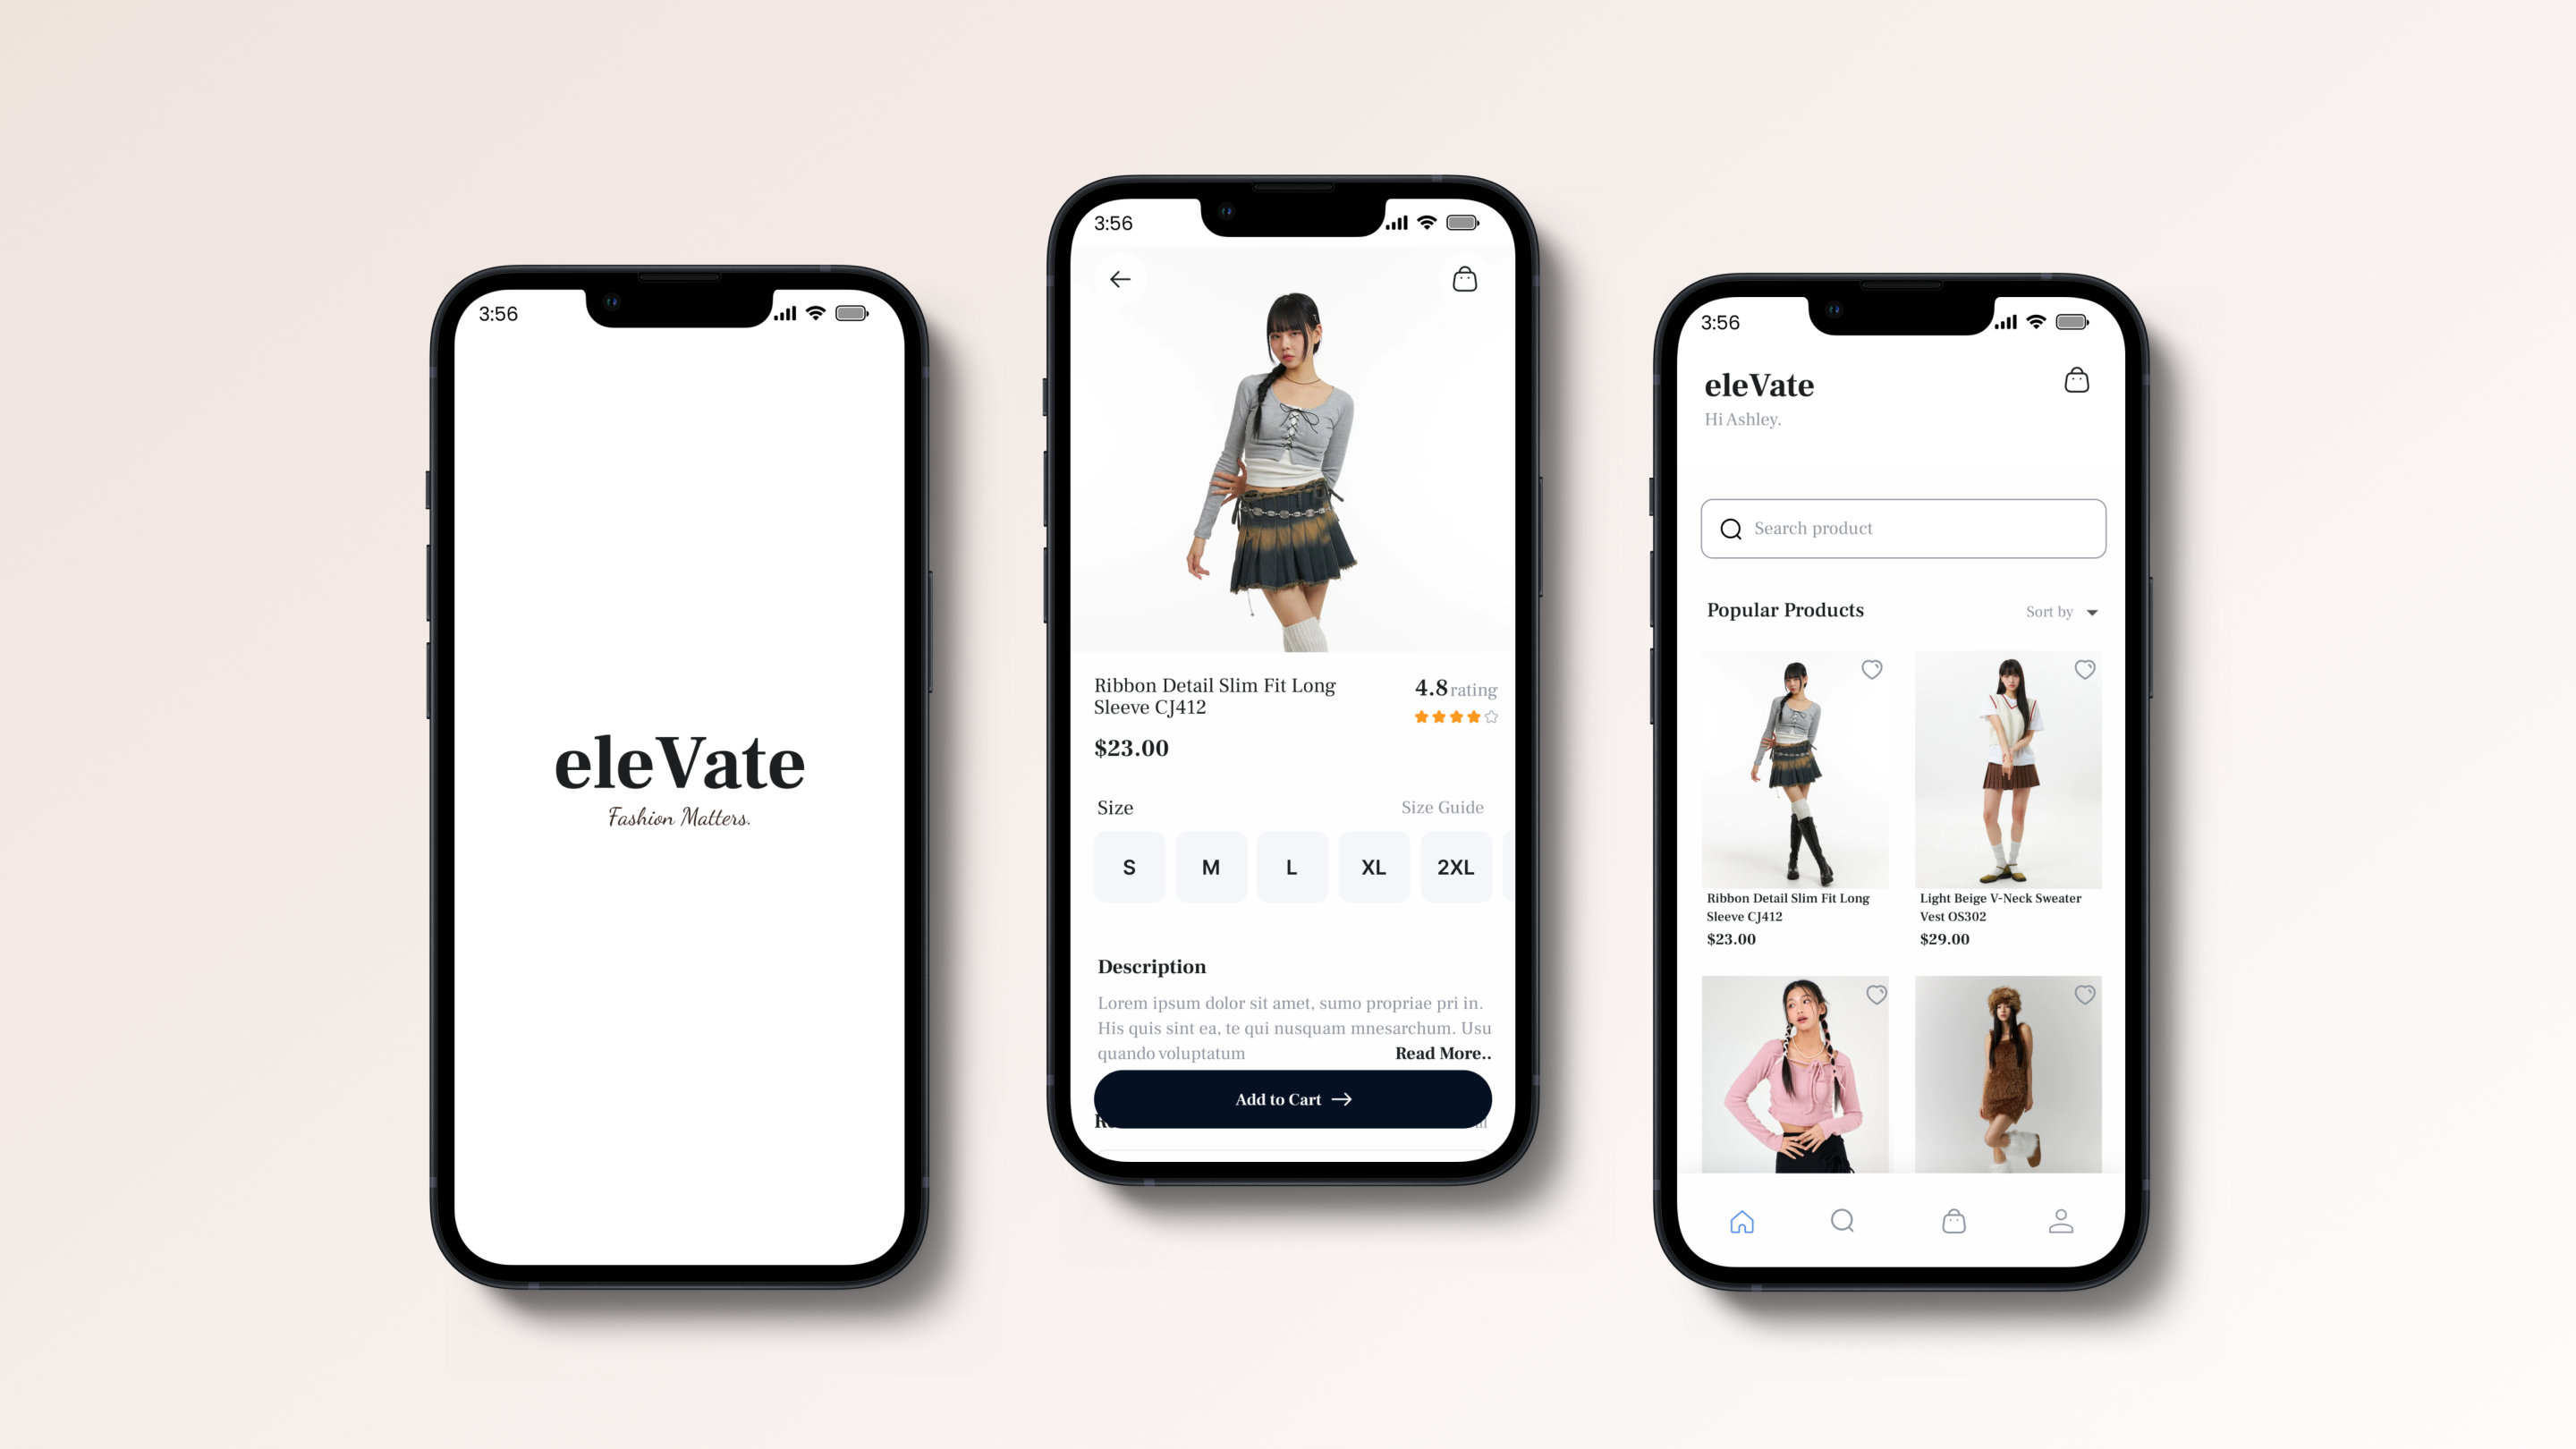 3:56
eleVate
Fashion Matters.
3:56
Ribbon Detail Slim Fit Long
Sleeve CJ412
4.8 rating
$23.00
Size
Size Guide
S M L XL 2XL
Description
Lorem ipsum dolor sit amet, sumo propriae pri in.
His quis sint ea, te qui nusquam mnesarchum. Usu
quando voluptatum Read More..
Add to Cart
3:56
eleVate
Hi Ashley.
Search product
Popular Products
Sort by
Ribbon Detail Slim Fit Long
Sleeve CJ412
$23.00
Light Beige V-Neck Sweater
Vest OS302
$29.00